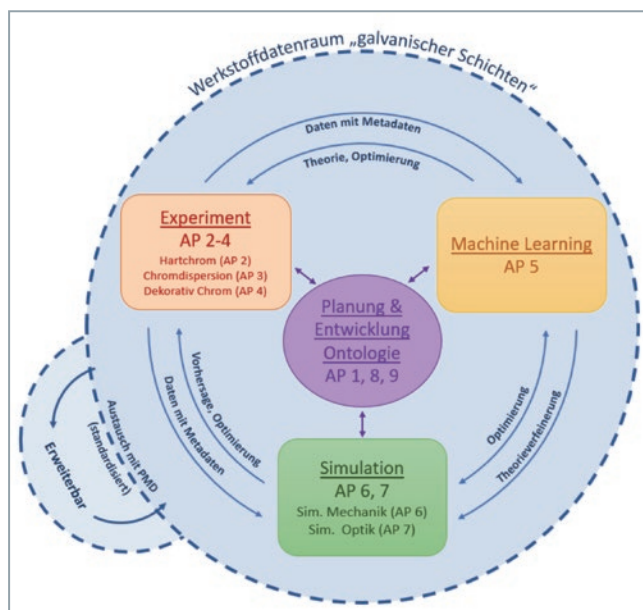 Werkstoffdatenraum „galvanischer Schichten“
Daten mit Metadaten
Theorie, Optimierung
Experiment
AP 2-4
Hartchrom (AP 2)
Chromdispersion (AP 3)
Dekorativ Chrom (AP 4)
Machine Learning
AP 5
Planung &
Entwicklung
Ontologie
AP 1, 8, 9
Vorhersage, Optimierung
Daten mit Metadaten
Optimierung
Theorieverfeinerung
Austausch mit PMD
(standardisiert)
Erweiterbar
Simulation
AP 6, 7
Sim. Mechanik (AP 6)
Sim. Optik (AP 7)